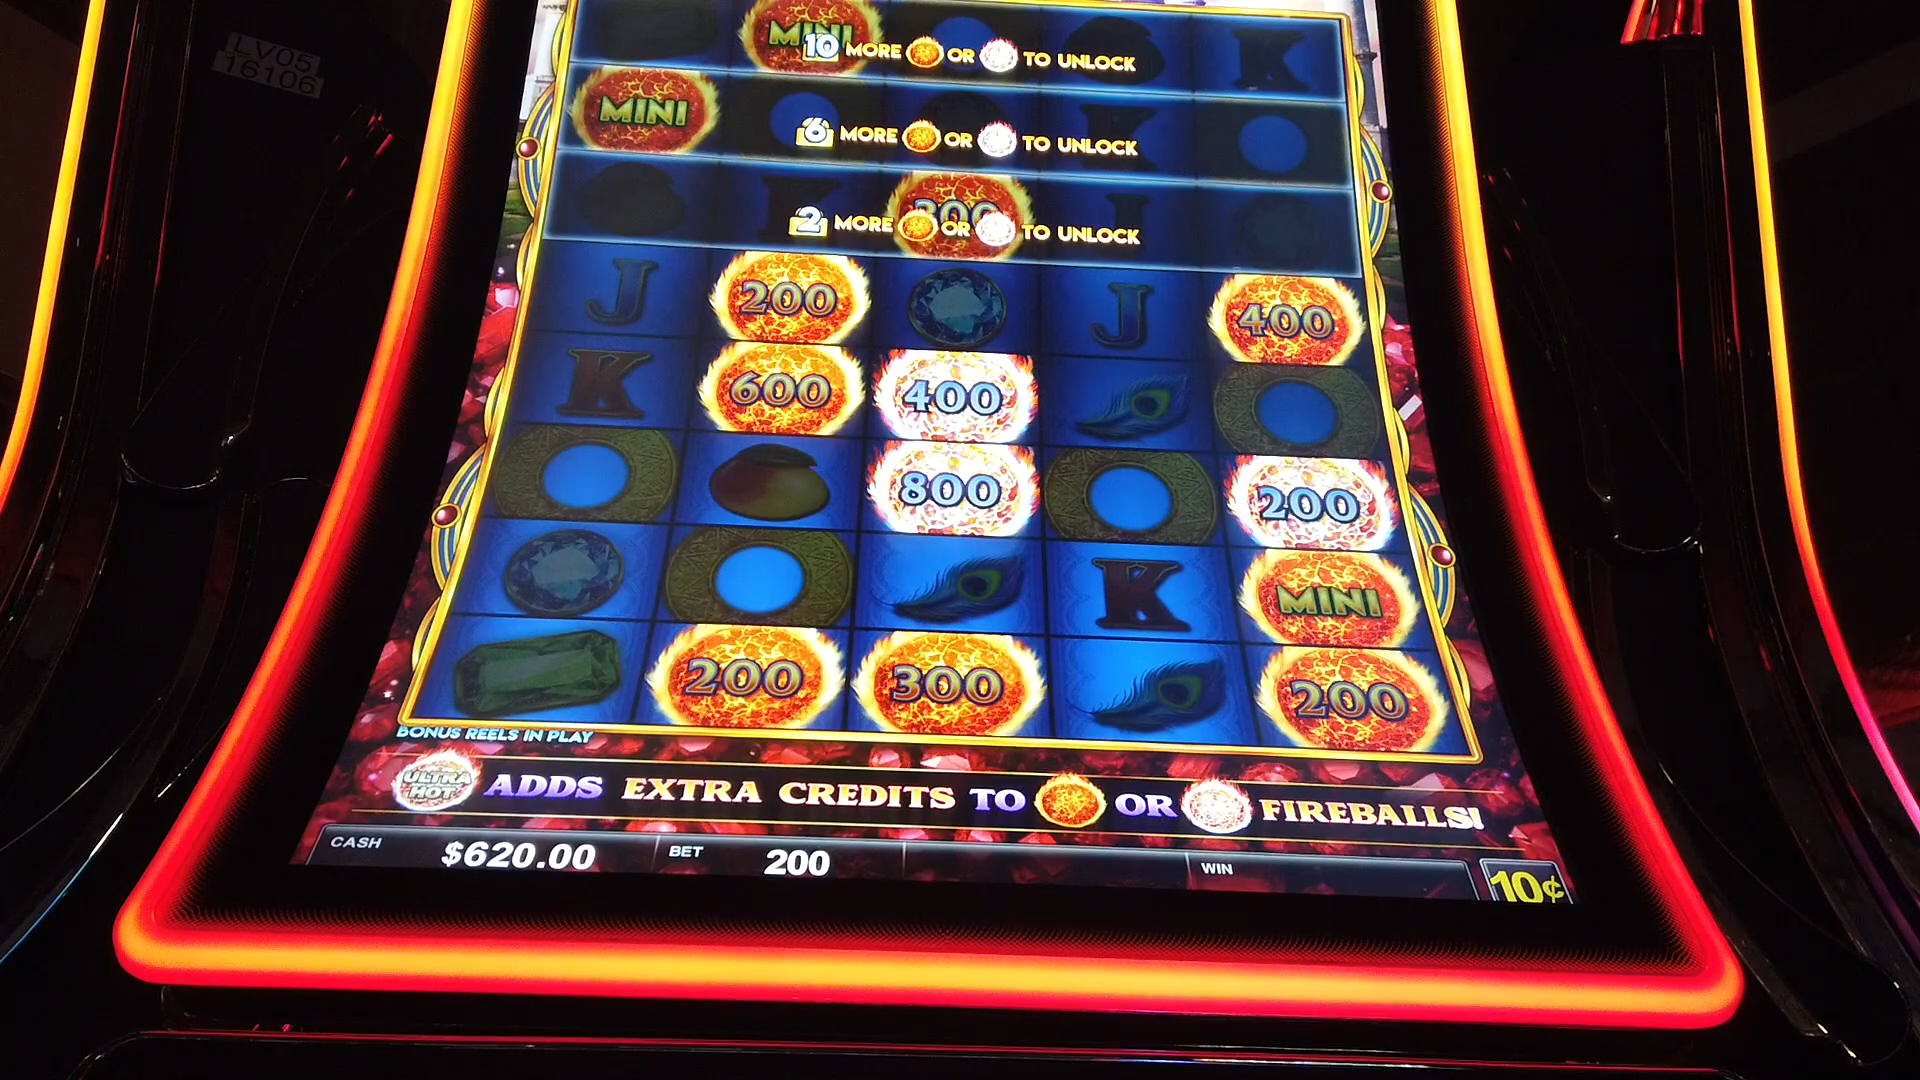 LV05
16106
MINI
10 MORE OR TO UNLOCK
K
MINI
K
6 MORE OR TO UNLOCK
K
J
300
2 MORE OR TO UNLOCK
J
200
J
400
K
600
400
800
200
K
MINI
200
300
200
BONUS REELS IN PLAY
ULTRA HOT ADDS EXTRA CREDITS TO OR FIREBALLS!
CASH $620.00 BET 200 WIN 10¢